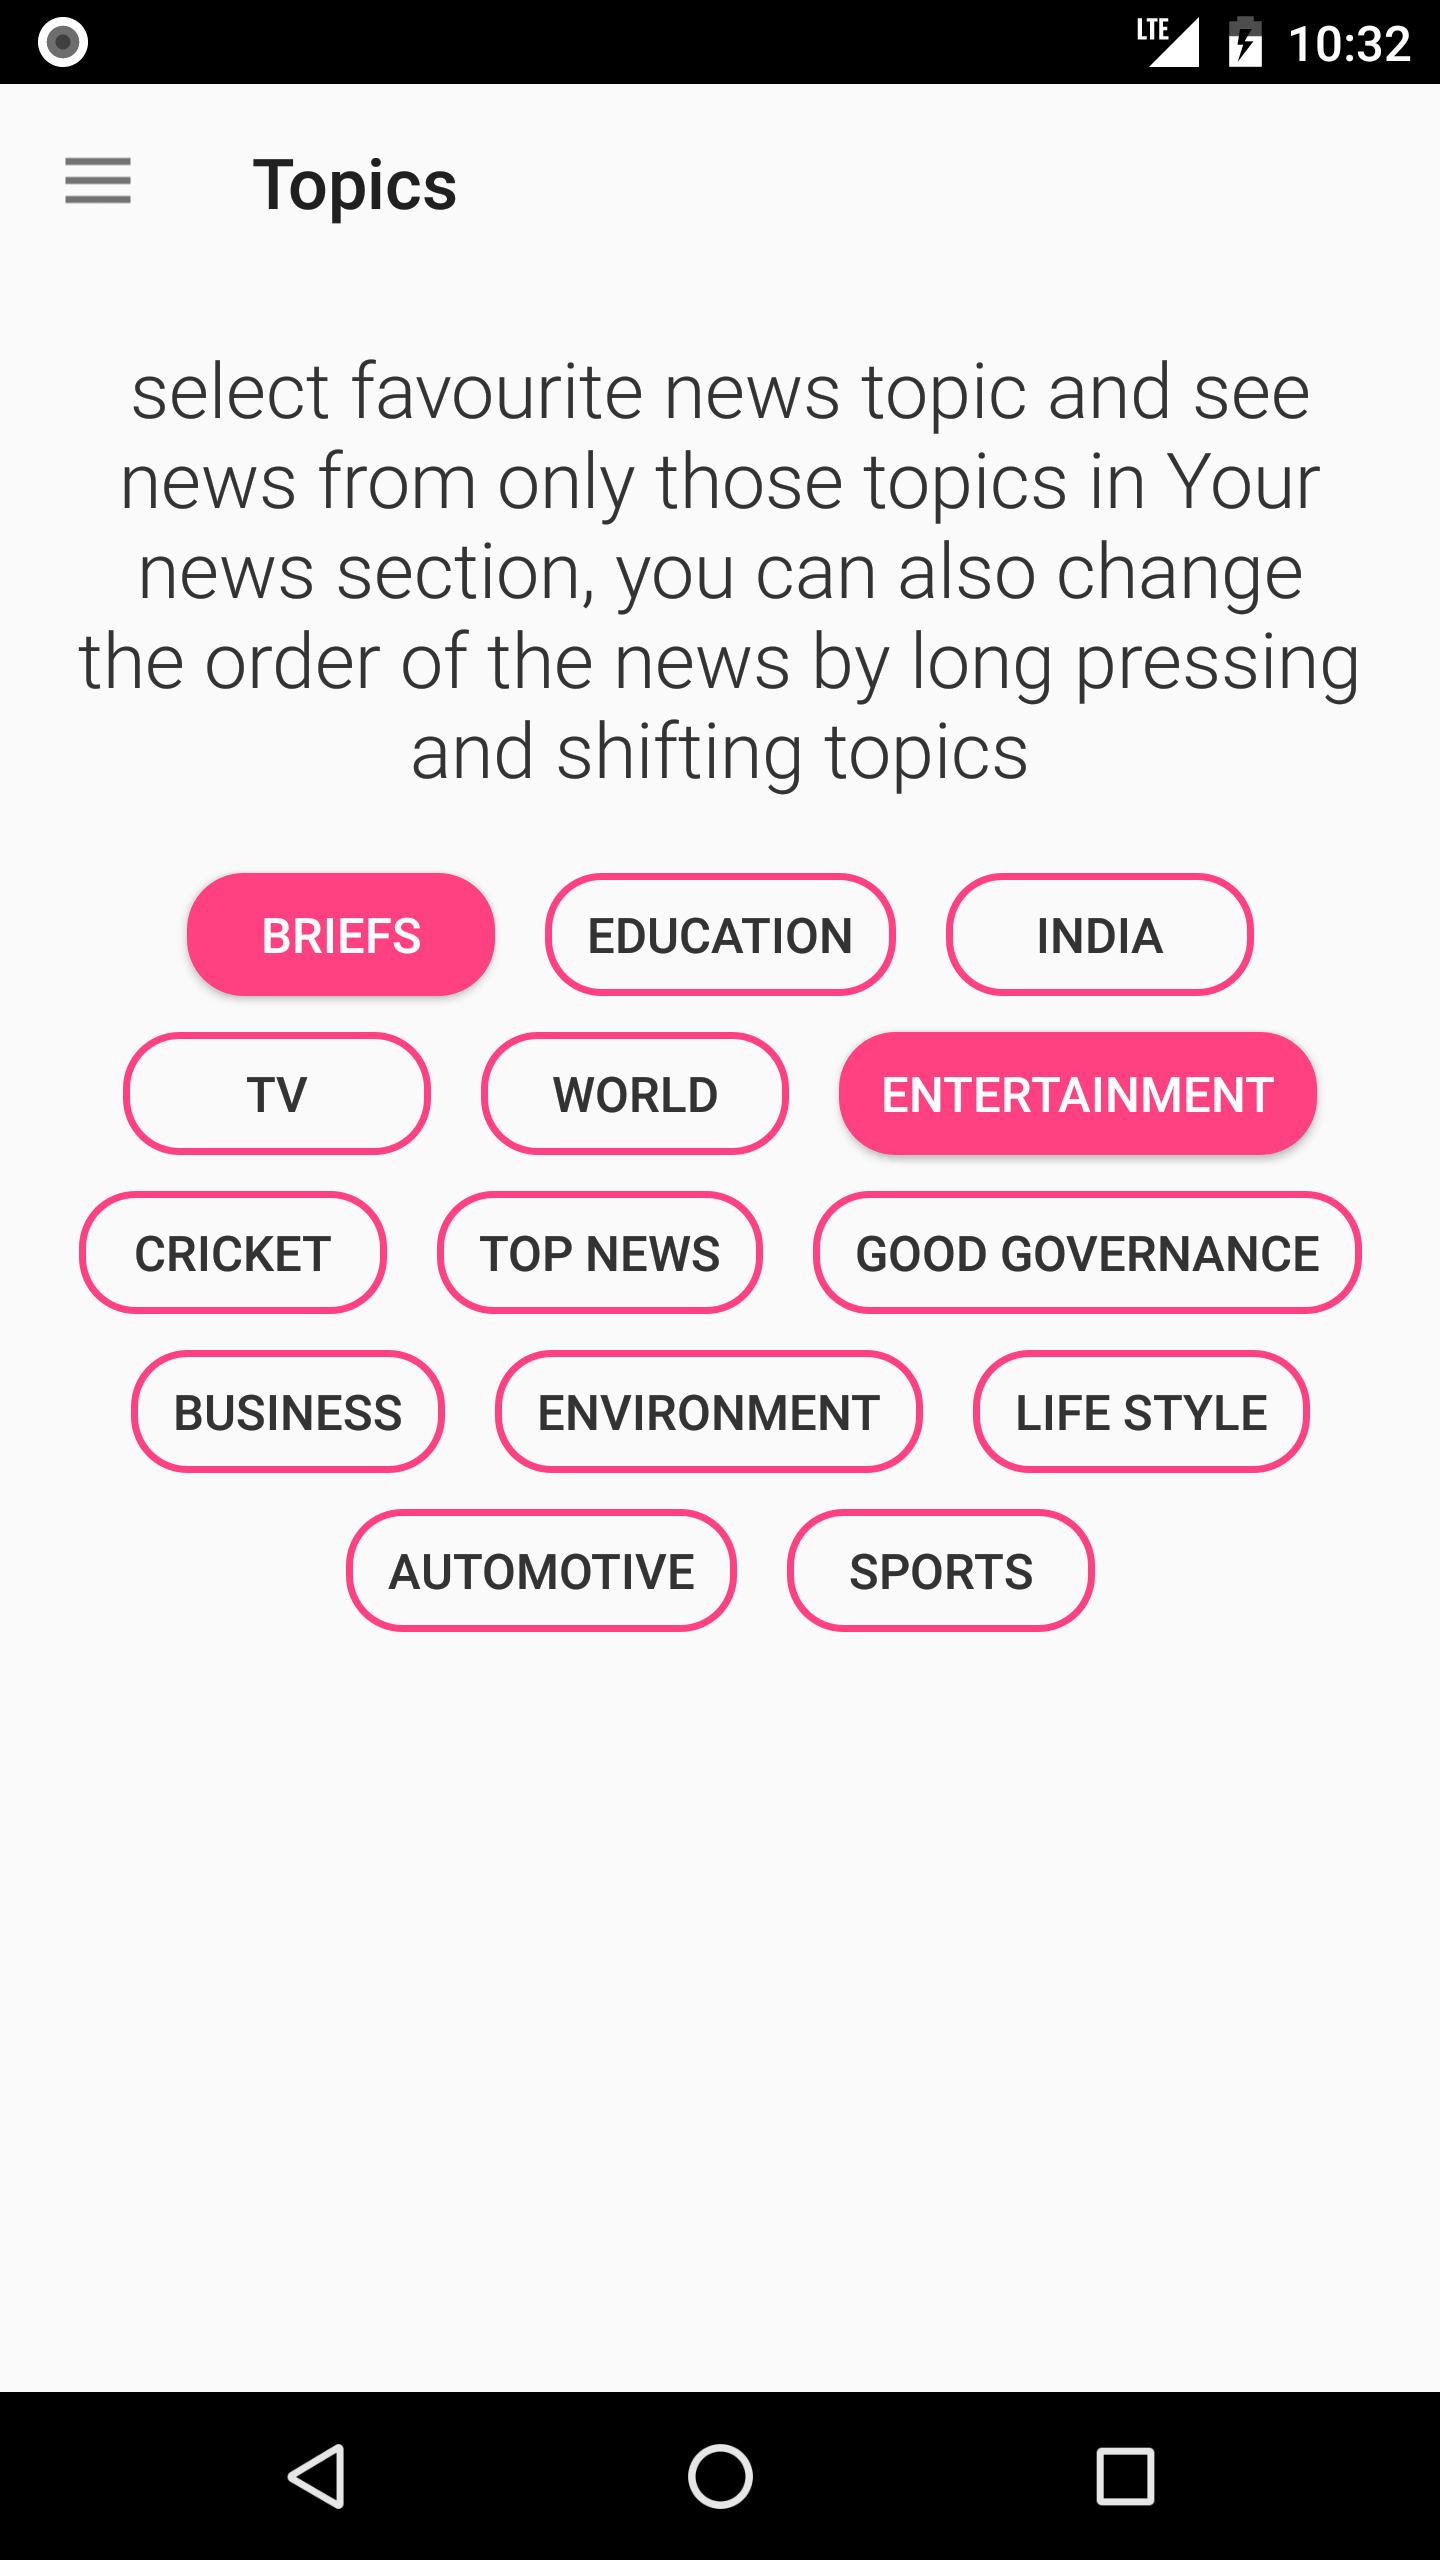 LTE 10:32
Topics
select favourite news topic and see
news from only those topics in Your
news section, you can also change
the order of the news by long pressing
and shifting topics
BRIEFS EDUCATION INDIA
TV WORLD ENTERTAINMENT
CRICKET TOP NEWS GOOD GOVERNANCE
BUSINESS ENVIRONMENT LIFE STYLE
AUTOMOTIVE SPORTS